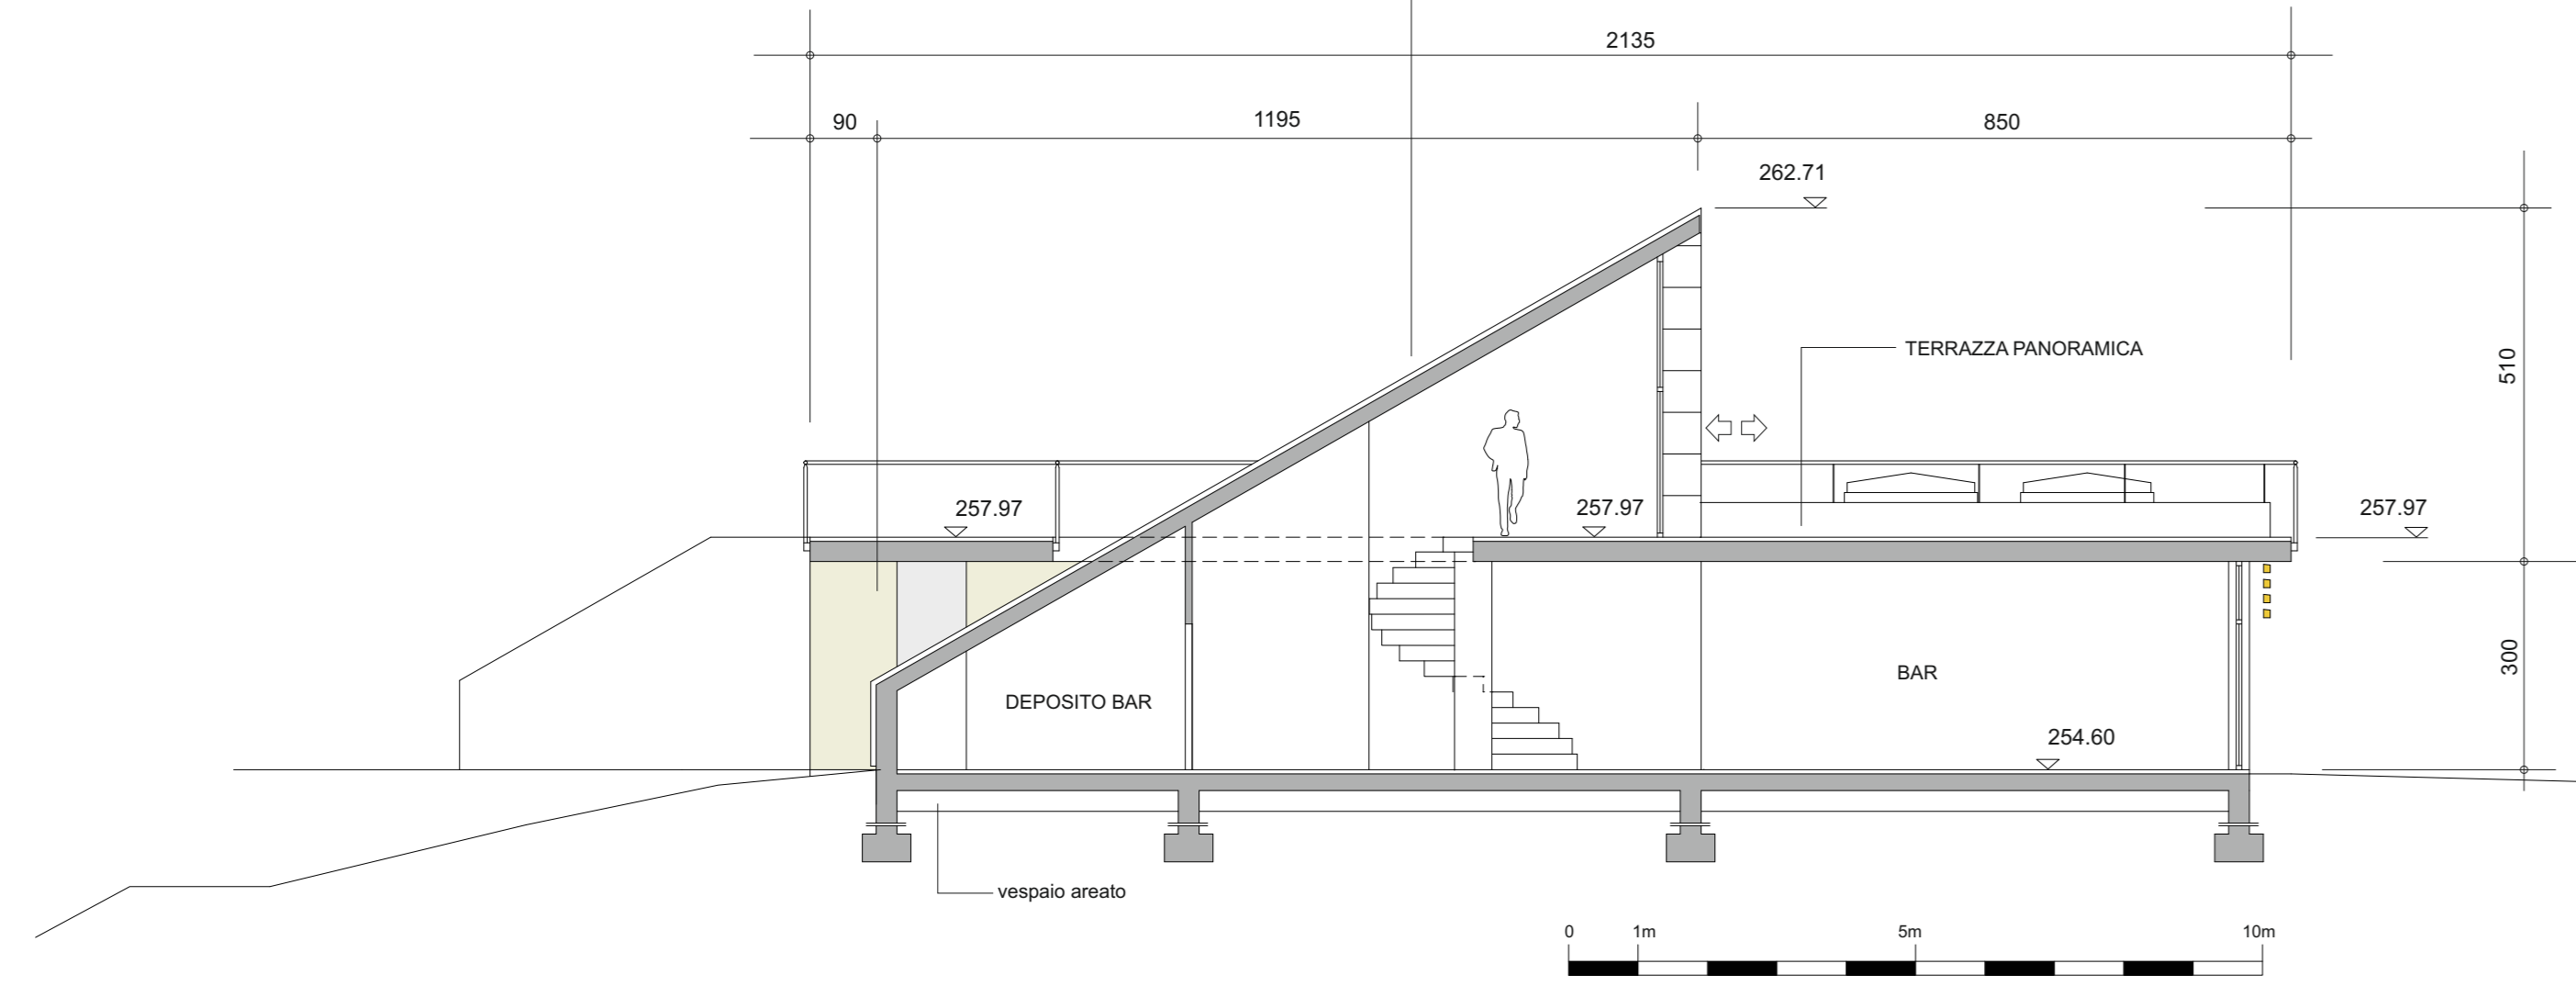 2135
90
1195
850
262.71
TERRAZZA PANORAMICA
510
257.97
257.97
257.97
300
BAR
DEPOSITO BAR
254.60
vespaio areato
0
1m
5m
10m